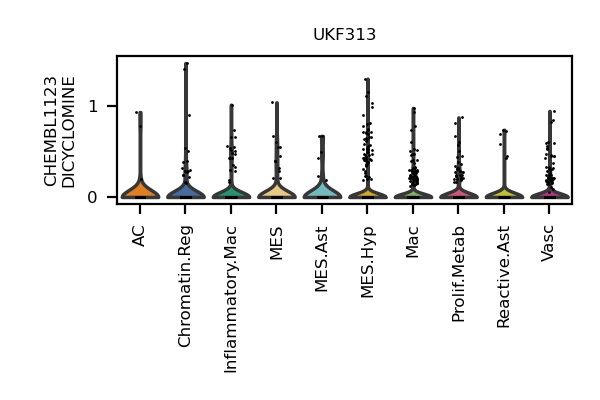 UKF313
CHEMBL1123
DICYCLOMINE
1
0
AC
Chromatin.Reg
Inflammatory.Mac
MES
MES.Ast
MES.Hyp
Mac
Prolif.Metab
Reactive.Ast
Vasc